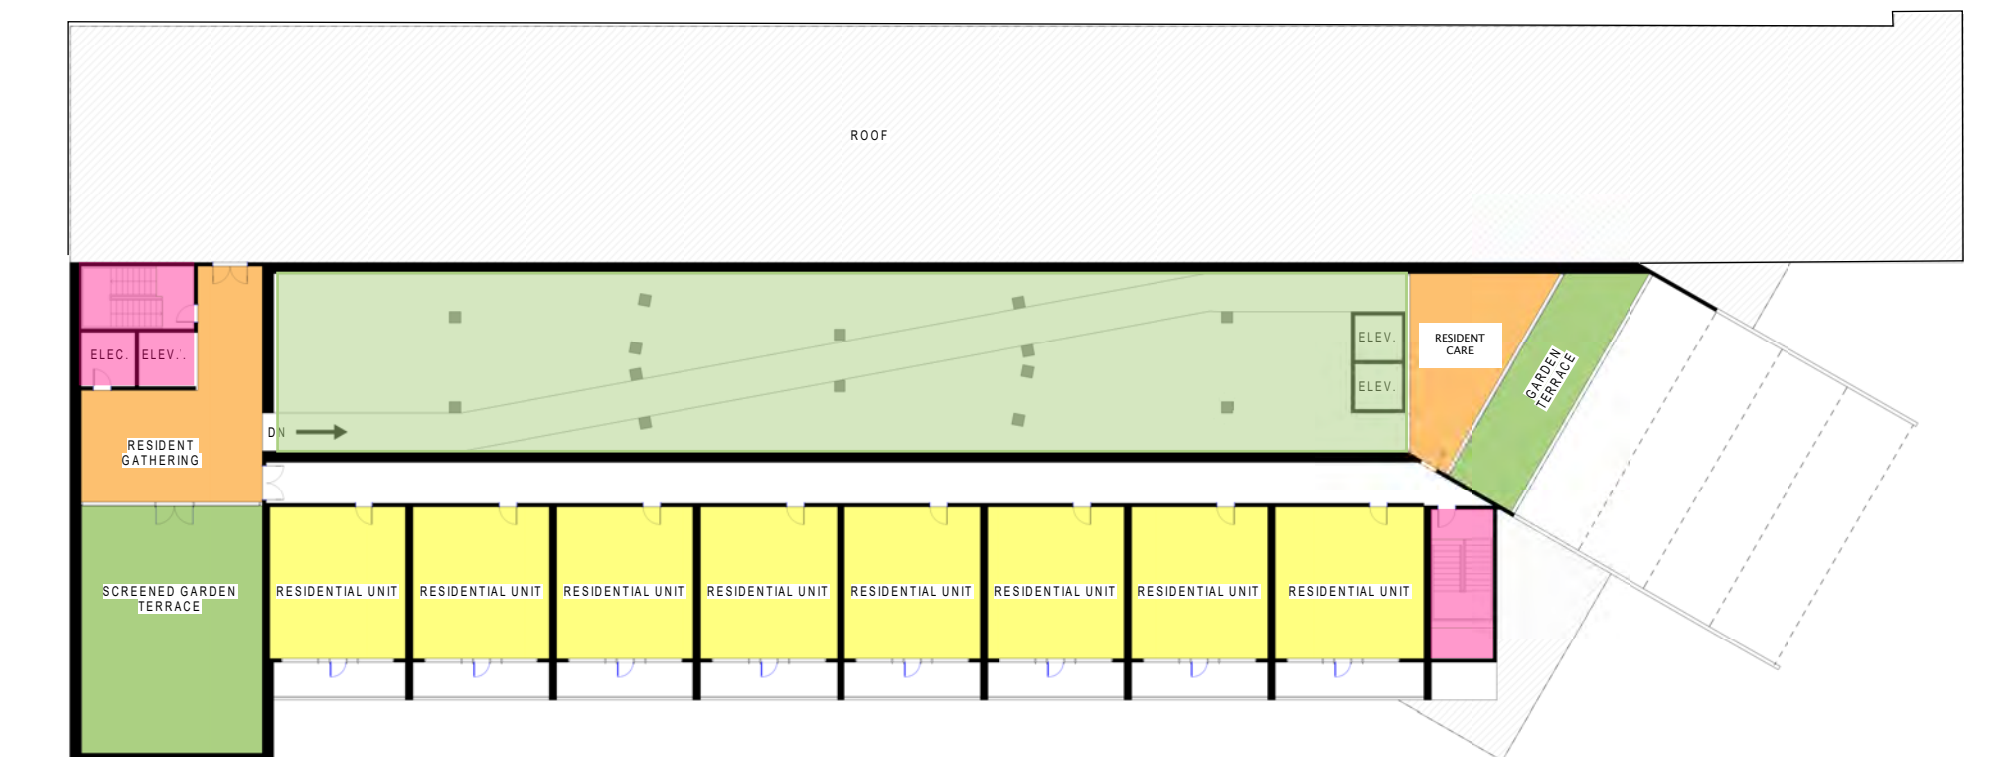 ROOF
ELEC.
ELEV.
ELEV.
RESIDENT
CARE
ELEV.
GARDEN
TERRACE
DN
RESIDENT
GATHERING
SCREENED GARDEN
TERRACE
RESIDENTIAL UNIT
RESIDENTIAL UNIT
RESIDENTIAL UNIT
RESIDENTIAL UNIT
RESIDENTIAL UNIT
RESIDENTIAL UNIT
RESIDENTIAL UNIT
RESIDENTIAL UNIT